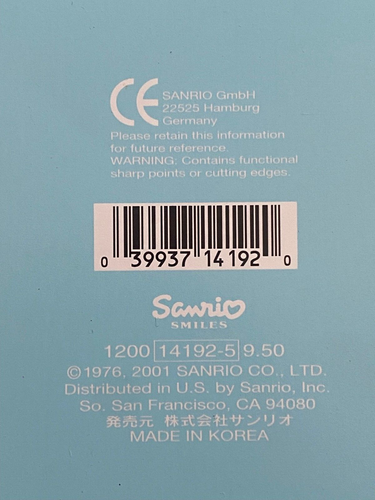 CE SANRIO GmbH
22525 Hamburg
Germany
Please retain this information
for future reference.
WARNING: Contains functional
sharp points or cutting edges.
0 39937 14192 0
Sanrio
SMILES
1200 14192-5 9.50
©1976, 2001 SANRIO CO., LTD.
Distributed in U.S. by Sanrio, Inc.
So. San Francisco, CA 94080
発売元 株式会社サンリオ
MADE IN KOREA